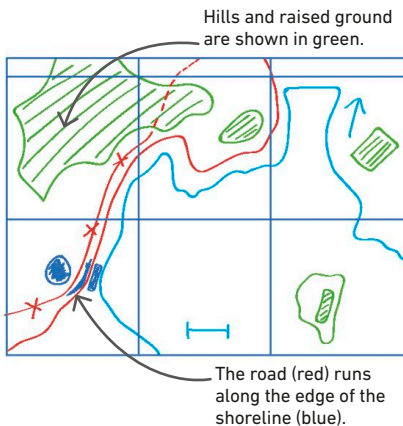 Hills and raised ground
are shown in green.
The road (red) runs
along the edge of the
shoreline (blue).